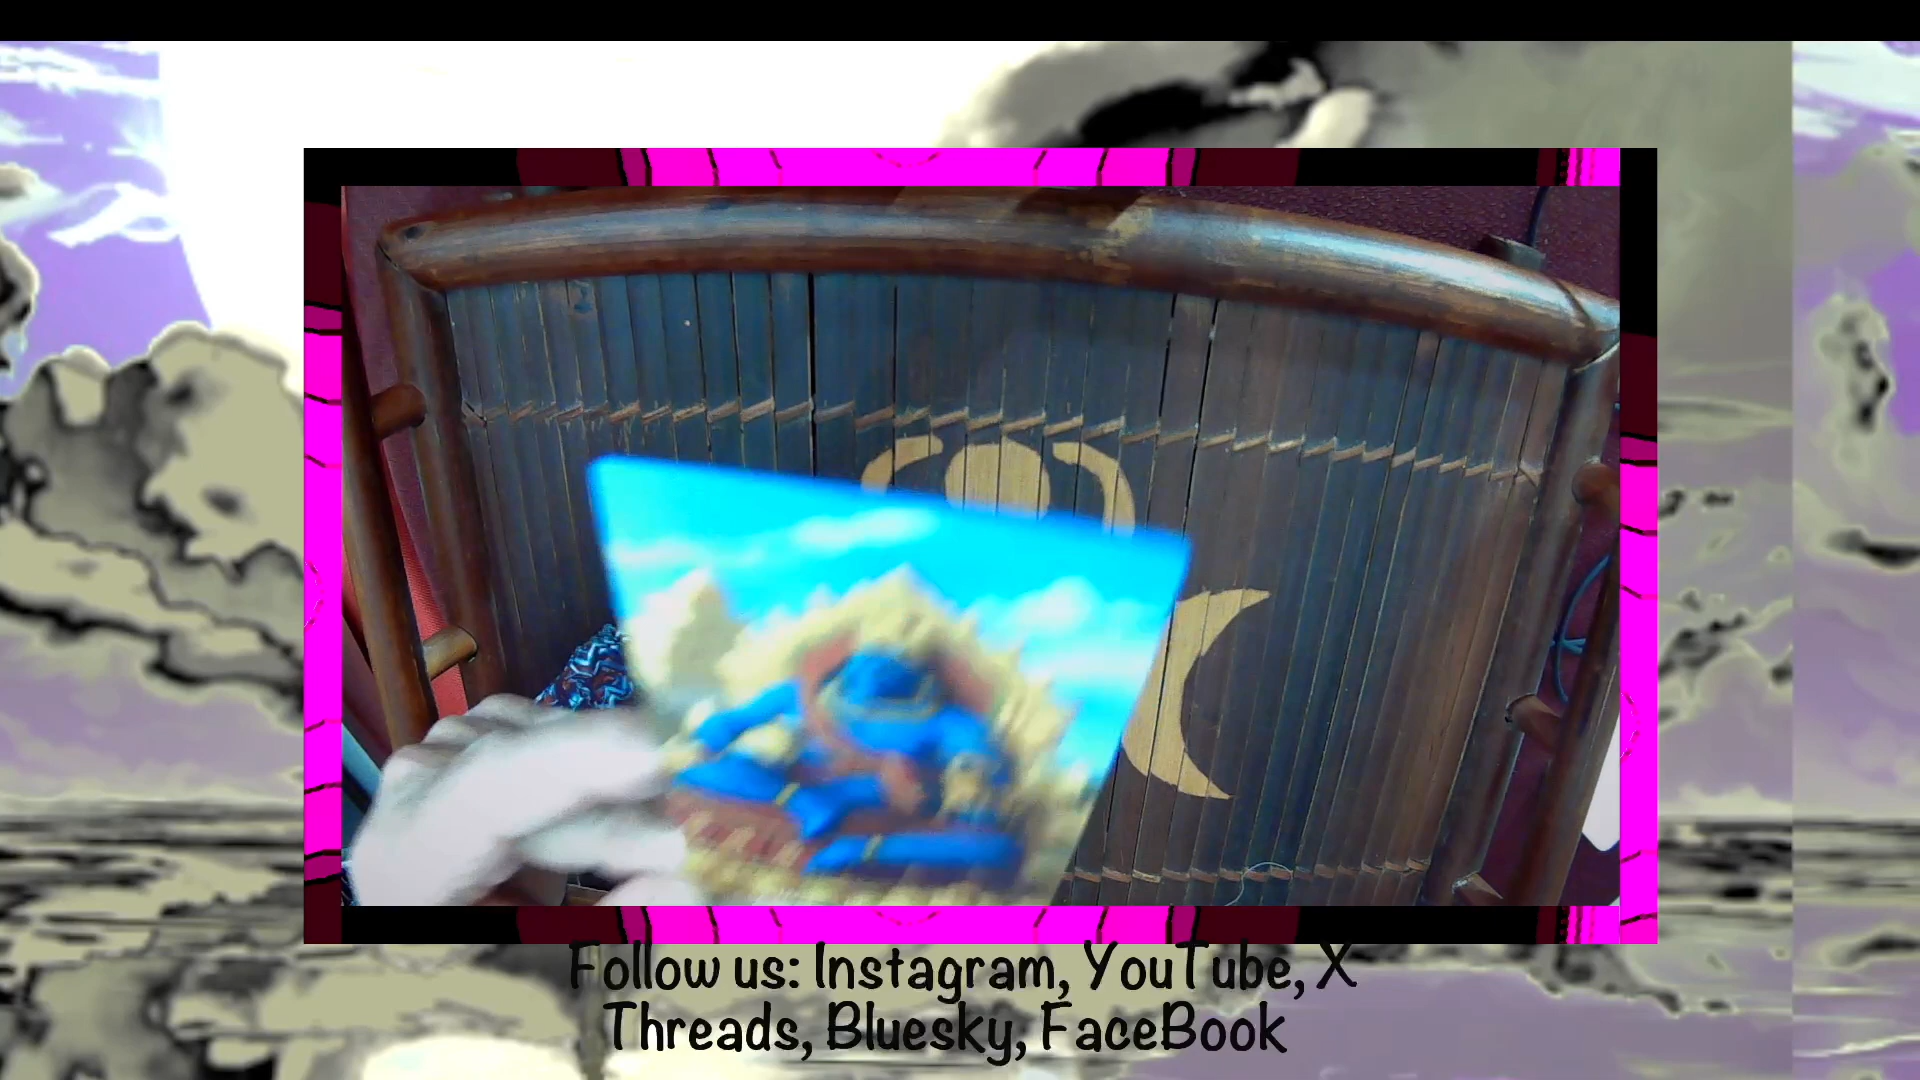 Follow us: Instagram, YouTube, X
Threads, Bluesky, FaceBook